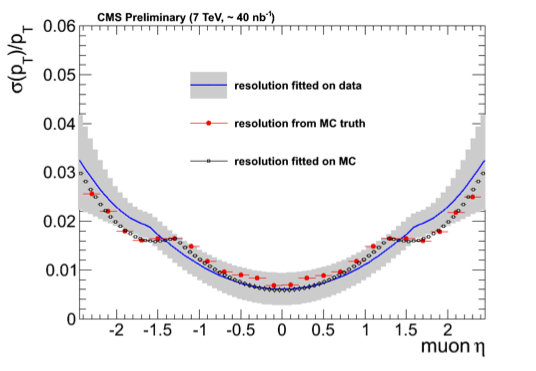 CMS Preliminary (7 TeV, ~ 40 nb⁻¹)
σ(p_T)/p_T
0.06
0.05
0.04
0.03
0.02
0.01
0
resolution fitted on data
resolution from MC truth
resolution fitted on MC
-2 -1.5 -1 -0.5 0 0.5 1 1.5 2
muon η